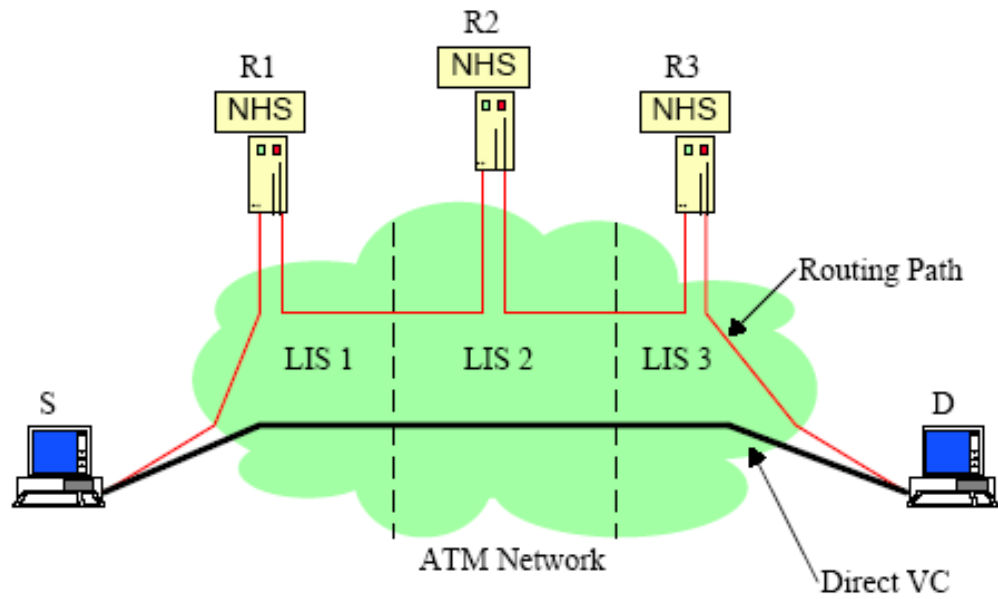 R2
NHS
R1
NHS
R3
NHS
Routing Path
LIS 1
LIS 2
LIS 3
S
D
ATM Network
Direct VC